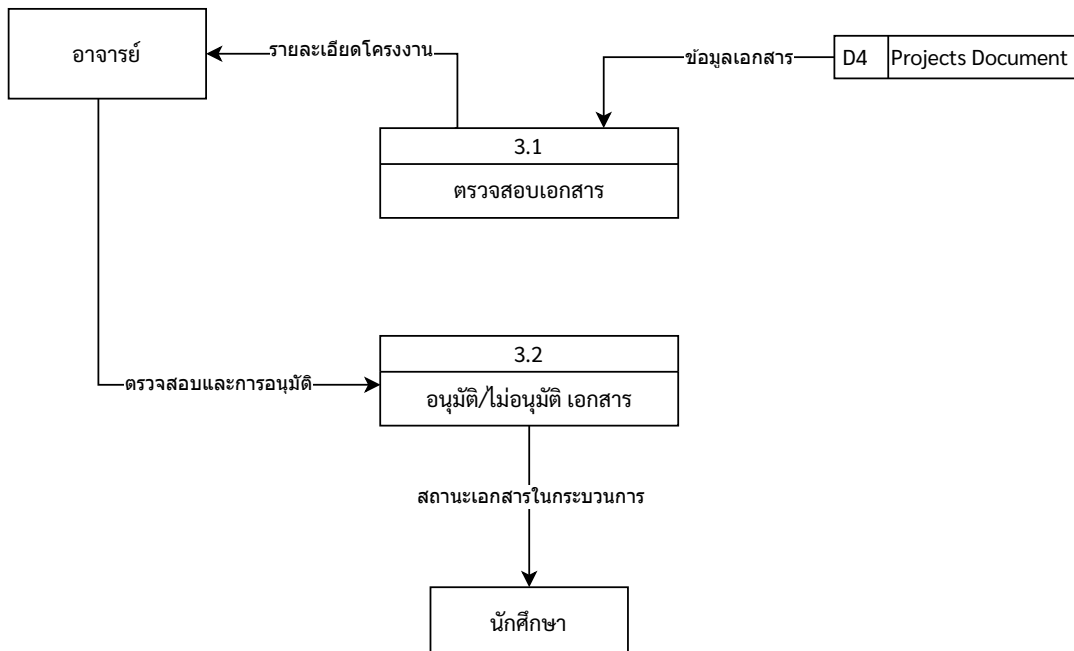 อาจารย์
รายละเอียดโครงงาน
ข้อมูลเอกสาร
D4 Projects Document
3.1
ตรวจสอบเอกสาร
3.2
ตรวจสอบและการอนุมัติ
อนุมัติ/ไม่อนุมัติ เอกสาร
สถานะเอกสารในกระบวนการ
นักศึกษา